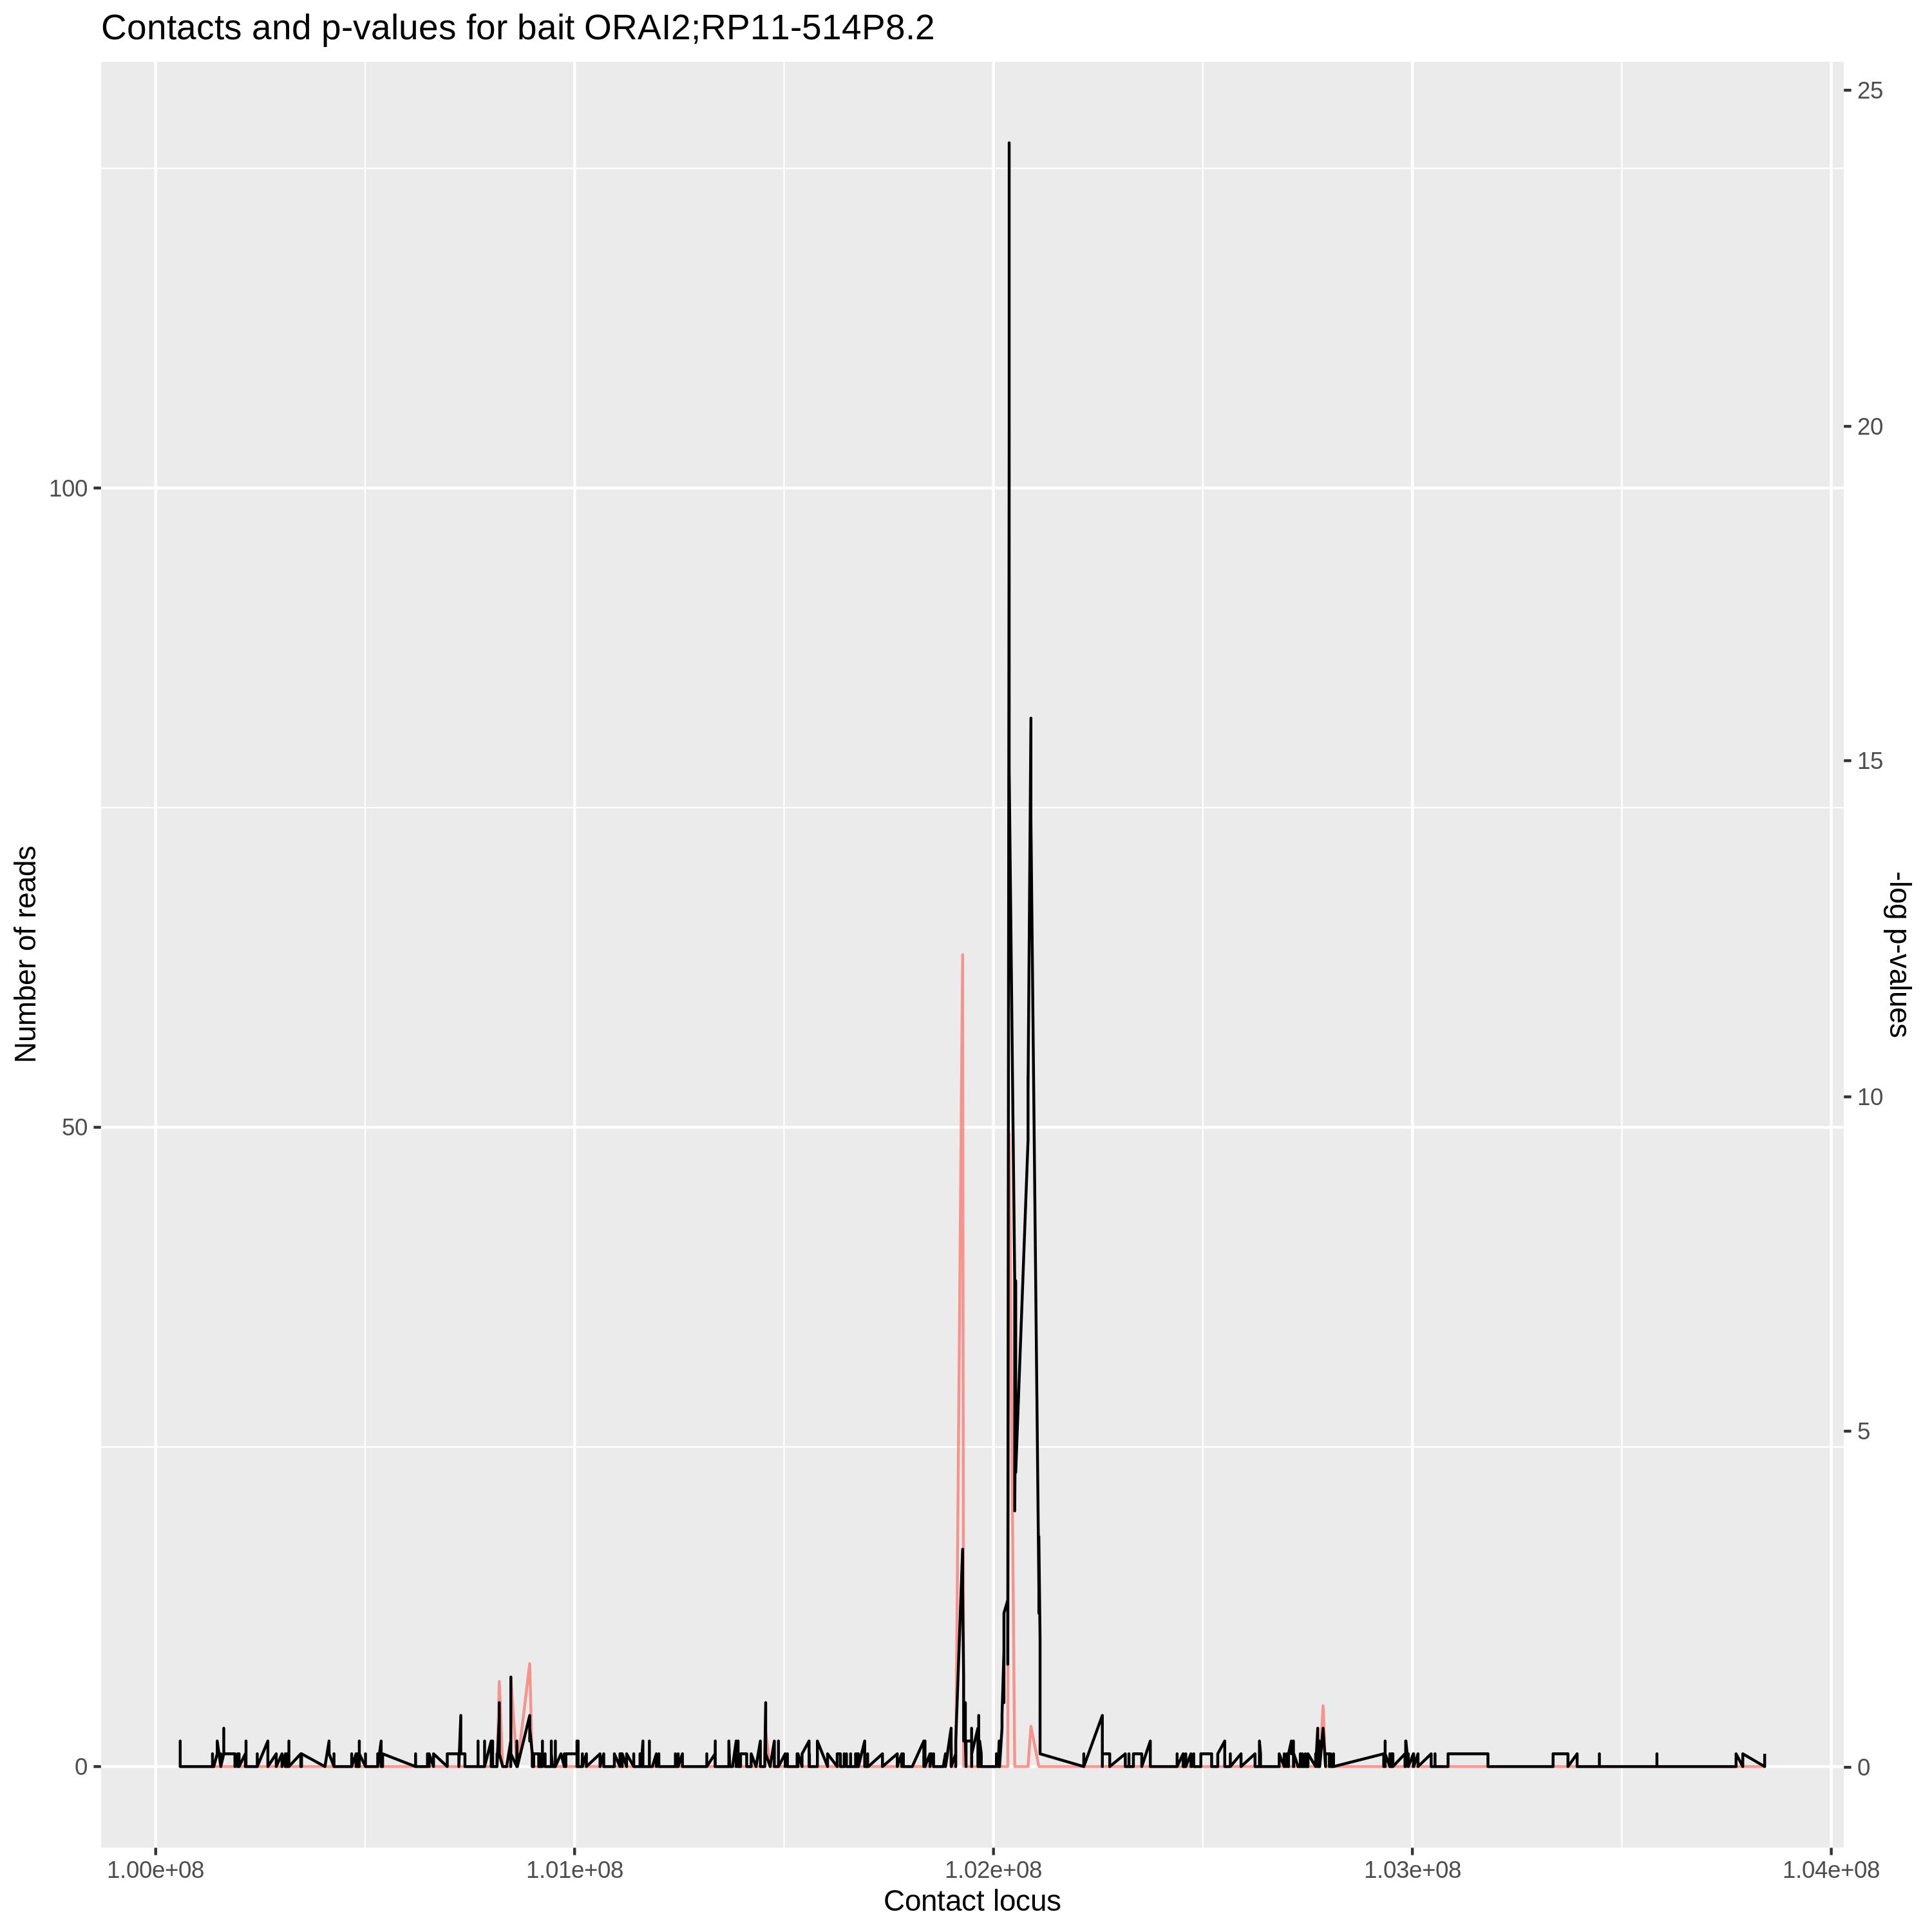 Contacts and p-values for bait ORAI2;RP11-514P8.2
Number of reads
100
50
0
25
20
15
10
5
0
-log p-values
1.00e+08
1.01e+08
1.02e+08
1.03e+08
1.04e+08
Contact locus